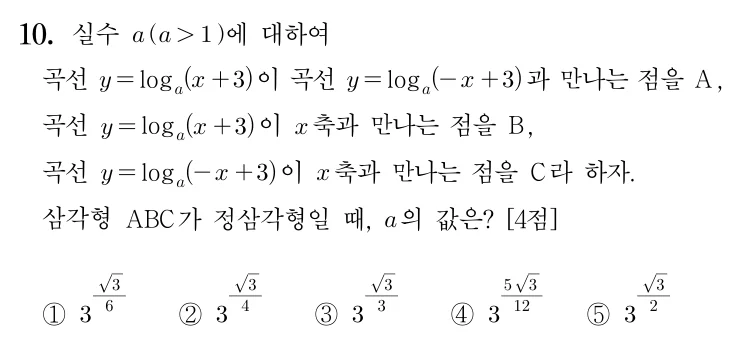 10. 실수 a(a>1)에 대하여
곡선 y=logₐ(x+3)이 곡선 y=logₐ(-x+3)과 만나는 점을 A,
곡선 y=logₐ(x+3)이 x축과 만나는 점을 B,
곡선 y=logₐ(-x+3)이 x축과 만나는 점을 C라 하자.
삼각형 ABC가 정삼각형일 때, a의 값은? [4점]
① 3^(√3/6) ② 3^(√3/4) ③ 3^(√3/3) ④ 3^(5√3/12) ⑤ 3^(√3/2)